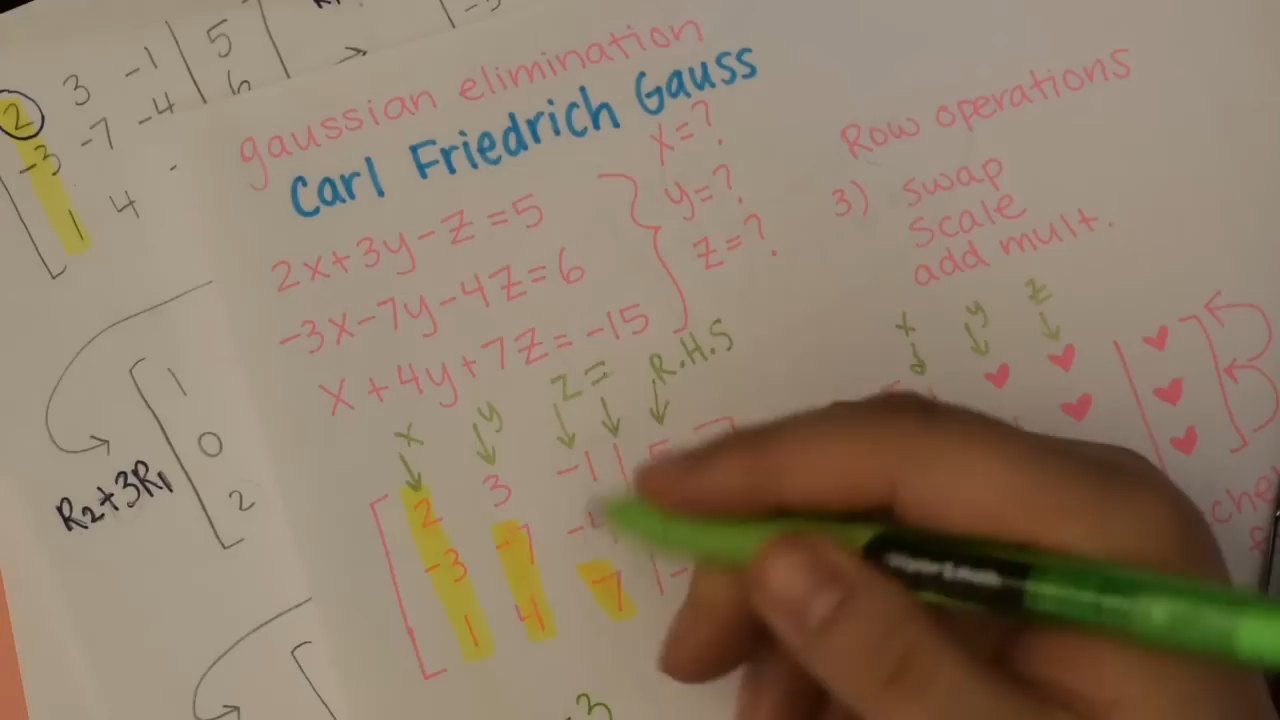 2 3 -1 | 5
-3 -7 -4 | 6
1 4
gaussian elimination
Carl Friedrich Gauss
2x+3y-z=5
-3x-7y-4z=6
x+4y+7z=-15
x=?
y=?
z=?
Row operations
3) swap
scale
add mult.
x y z
x y z = R.H.S
2 3 -1
-3 -7 -4
1 4 7
1
0
2
R2+3R1